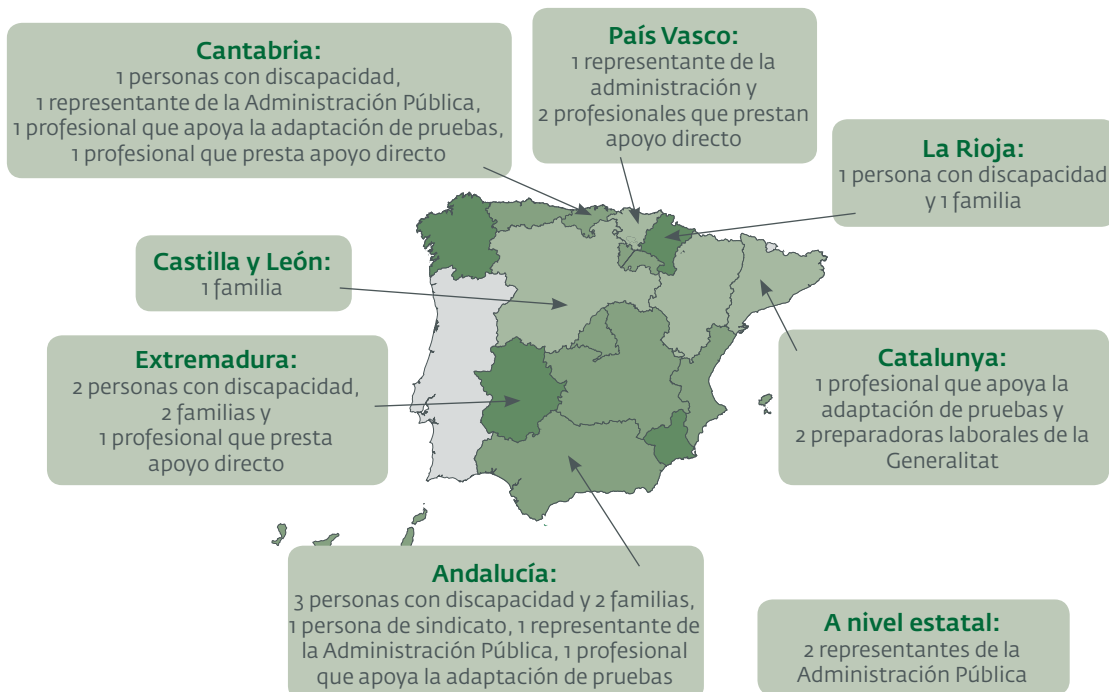 Cantabria:
1 personas con discapacidad,
1 representante de la Administración Pública,
1 profesional que apoya la adaptación de pruebas,
1 profesional que presta apoyo directo
País Vasco:
1 representante de la
administración y
2 profesionales que prestan
apoyo directo
La Rioja:
1 persona con discapacidad
y 1 familia
Castilla y León:
1 familia
Extremadura:
2 personas con discapacidad,
2 familias y
1 profesional que presta
apoyo directo
Catalunya:
1 profesional que apoya la
adaptación de pruebas y
2 preparadoras laborales de la
Generalitat
Andalucía:
3 personas con discapacidad y 2 familias,
1 persona de sindicato, 1 representante de
la Administración Pública, 1 profesional
que apoya la adaptación de pruebas
A nivel estatal:
2 representantes de la
Administración Pública